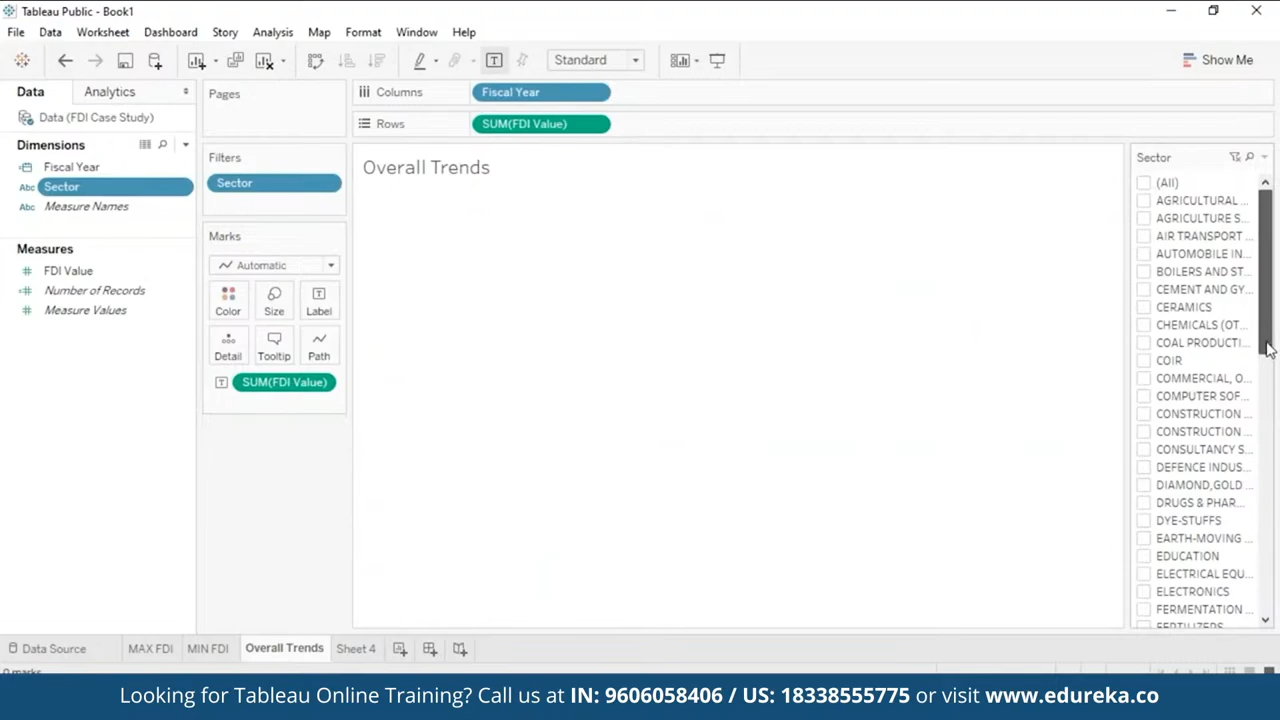 Tableau Public - Book1
File Data Worksheet Dashboard Story Analysis Map Format Window Help
Standard
Show Me
Data Analytics
Data (FDI Case Study)
Dimensions
Fiscal Year
Abc Sector
Abc Measure Names
Measures
FDI Value
Number of Records
Measure Values
Pages
Filters
Sector
Marks
Automatic
Color Size Label
Detail Tooltip Path
SUM(FDI Value)
Columns Fiscal Year
Rows SUM(FDI Value)
Overall Trends
Sector
(All)
AGRICULTURAL ...
AGRICULTURE S...
AIR TRANSPORT ...
AUTOMOBILE IN...
BOILERS AND ST...
CEMENT AND GY...
CERAMICS
CHEMICALS (OT...
COAL PRODUCTI...
COIR
COMMERCIAL, O...
COMPUTER SOF...
CONSTRUCTION ...
CONSTRUCTION ...
CONSULTANCY S...
DEFENCE INDUS...
DIAMOND,GOLD ...
DRUGS & PHAR...
DYE-STUFFS
EARTH-MOVING ...
EDUCATION
ELECTRICAL EQU...
ELECTRONICS
FERMENTATION ...
FERTILIZERS
Data Source MAX FDI MIN FDI Overall Trends Sheet 4
Looking for Tableau Online Training? Call us at IN: 9606058406 / US: 18338555775 or visit www.edureka.co